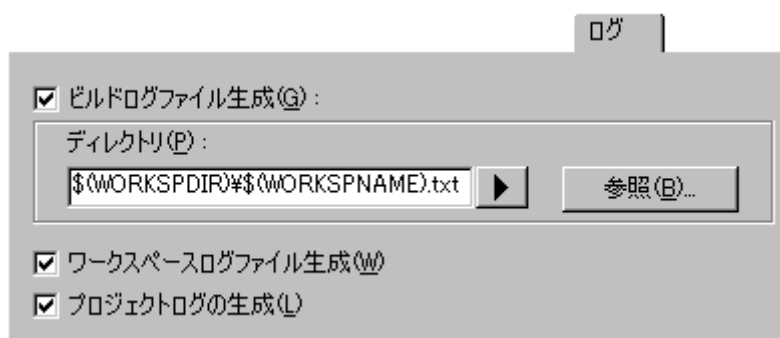 ログ
ビルドログファイル生成(G) :
ディレクトリ(P) :
$(WORKSPDIR)¥$(WORKSPNAME).txt
参照(B)...
ワークスペースログファイル生成(W)
プロジェクトログの生成(L)